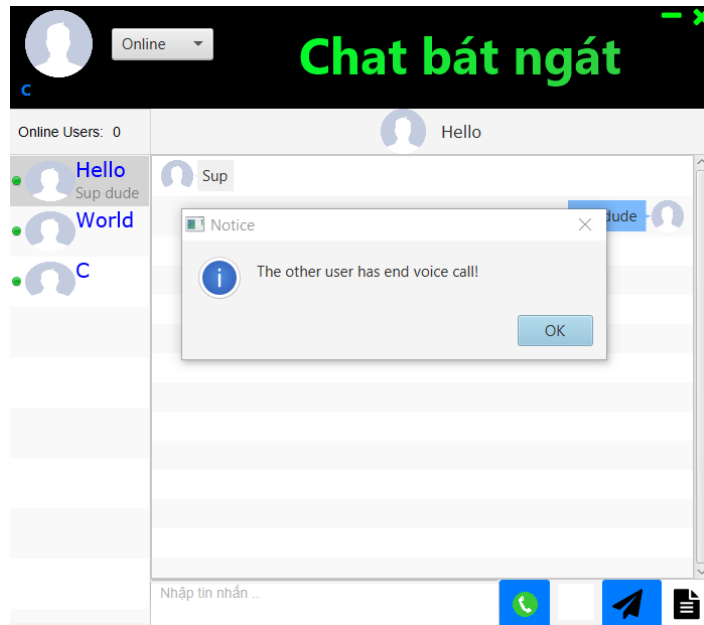 Online
Chat bát ngát
C
Online Users: 0
Hello
Hello
Sup dude
World
C
Sup
dude
Notice
The other user has end voice call!
OK
Nhập tin nhắn ..